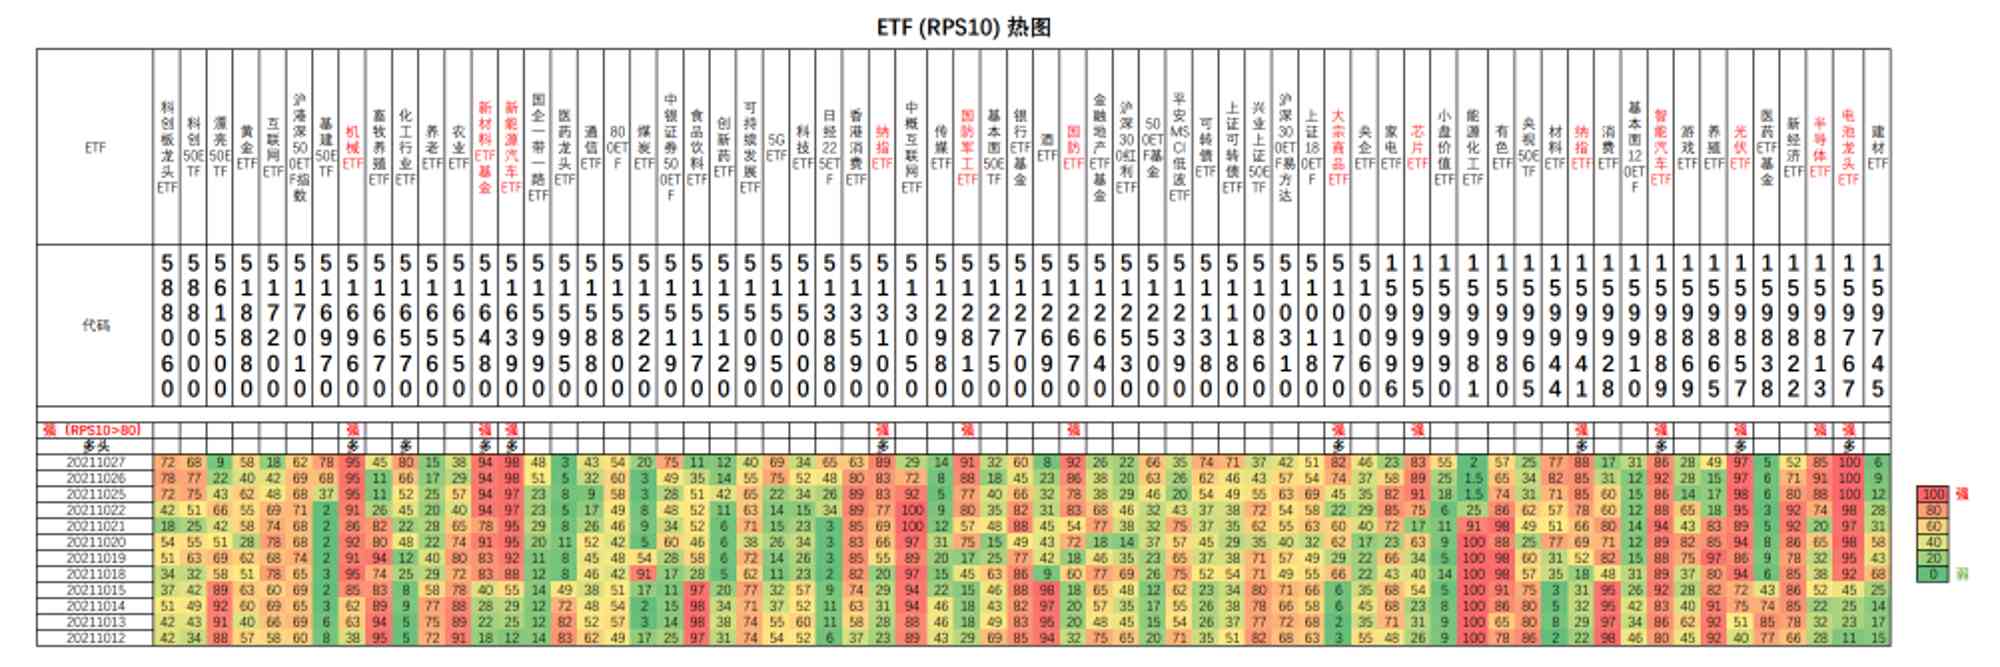 ETF (RPS10) 热图
ETF
科创板龙头ETF
科创50ETF
漂亮50ETF
黄金ETF
互联网ETF
沪港深500ETF指数
基建50ETF
机械ETF
畜牧养殖ETF
化工行业ETF
养老ETF
农业ETF
新材料ETF基金
新能源汽车ETF
国企一带一路ETF
医药龙头ETF
通信ETF
800ETF
煤炭ETF
中银证券500ETF
食品饮料ETF
创新药ETF
可持续发展ETF
5GETF
科技ETF
日经225ETF
香港消费ETF
纳指ETF
中概互联网ETF
传媒ETF
国防军工ETF
基本面50ETF
银行ETF基金
酒ETF
国防ETF
金融地产ETF基金
沪深300红利ETF
500ETF基金
平安MSCI低波ETF
可转债ETF
上证可转债ETF
兴业上证50ETF
沪深300ETF易方达
上证180ETF
大宗商品ETF
央企ETF
家电ETF
芯片ETF
小盘价值ETF
能源化工ETF
有色ETF
央视50ETF
材料ETF
纳指ETF
消费ETF
基本面120ETF
智能汽车ETF
游戏ETF
养殖ETF
光伏ETF
医药ETF基金
新经济ETF
半导体ETF
电池龙头ETF
建材ETF
代码
588060 588000 561500 518880 517200 517010 516970 516960 516670 516570 516560 516550 516480 516390 515990 515950 515880 515800 515220 515190 515170 515120 515090 515050 515000 513880 513590 513100 513050 512980 512810 512750 512700 512690 512670 512640 512530 512500 512390 511380 511180 510860 510310 510180 510170 510060 159996 159995 159990 159981 159980 159965 159944 159941 159928 159910 159889 159869 159865 159857 159838 159822 159813 159767 159745
强 (RPS10>80) 强 强 强 强 强 强 强 强 强 强 强 强 强
多头 多 多 多 多 多 多 多 多 多 多
20211027 72 68 9 58 18 62 78 95 45 80 15 38 94 98 48 3 43 54 20 75 11 12 40 69 34 65 63 89 29 14 91 32 60 8 92 26 22 66 35 74 71 37 42 51 82 46 23 83 55 2 57 25 77 88 17 31 86 28 49 97 5 52 85 100 6
20211026 78 77 22 40 42 69 68 95 11 66 17 29 94 98 51 5 32 60 3 49 35 14 55 75 52 48 80 83 72 8 88 18 45 23 86 38 20 63 26 62 46 43 57 54 74 37 58 89 25 1.5 65 34 82 85 31 12 92 28 15 97 6 71 91 100 9
20211025 72 75 43 62 48 68 37 95 11 52 25 57 94 97 23 8 9 58 3 28 51 42 65 22 34 26 89 83 92 5 77 40 66 32 78 38 29 46 20 54 49 55 63 69 45 35 82 91 18 1.5 74 31 71 85 60 15 86 14 17 98 6 80 88 100 12
20211022 42 51 66 55 69 71 2 91 26 45 20 40 94 97 23 5 17 49 8 48 52 11 63 14 15 34 89 77 100 9 80 35 82 31 83 68 46 32 43 37 38 72 54 58 22 29 85 75 6 25 86 62 57 78 60 12 88 65 18 95 3 92 74 98 28
20211021 18 25 42 58 74 68 2 86 82 22 28 65 78 95 29 8 26 46 9 34 52 6 71 15 23 3 85 69 100 12 57 48 88 45 54 77 38 32 75 37 35 62 55 63 60 40 72 17 11 91 98 49 51 66 80 14 94 43 83 89 5 92 20 97 31
20211020 54 55 51 28 78 68 2 92 80 48 22 74 91 95 20 11 52 42 5 60 46 6 38 26 34 3 83 66 97 31 75 15 49 43 72 18 14 37 57 45 29 35 40 32 62 17 23 63 9 100 88 25 77 69 71 12 89 82 85 94 8 86 65 98 58
20211019 51 63 69 62 68 74 2 91 94 12 40 80 83 92 11 8 45 48 54 28 58 6 72 14 26 3 85 55 89 20 17 25 77 42 18 46 35 23 65 37 38 71 57 49 29 22 66 34 5 100 98 60 31 52 82 15 88 75 97 86 9 78 32 95 43
20211018 34 32 58 51 78 65 3 95 74 25 29 72 83 88 12 8 46 42 91 17 28 5 62 11 23 2 82 20 97 15 45 63 86 9 60 77 69 26 75 52 54 71 49 55 66 22 43 40 14 100 98 57 35 18 48 31 89 37 80 94 6 85 38 92 68
20211015 37 42 89 63 60 69 2 85 83 8 58 78 40 55 14 49 38 51 17 11 97 20 77 32 57 9 74 29 94 22 15 46 88 98 18 65 48 12 62 23 34 80 71 66 6 35 68 54 5 100 91 75 3 31 95 26 92 28 82 72 43 86 52 45 25
20211014 51 49 92 60 69 66 3 62 89 9 77 88 28 29 12 72 48 54 2 15 98 34 71 37 52 11 63 31 94 46 18 43 82 97 20 57 35 17 55 26 38 78 66 58 6 45 68 23 8 100 86 80 5 32 95 42 83 40 91 75 74 85 22 25 14
20211013 42 43 91 40 66 69 6 63 94 5 75 89 22 25 12 82 52 57 3 14 98 38 74 55 60 11 58 28 88 46 18 49 83 95 20 48 45 15 54 26 37 77 72 68 2 35 71 31 9 100 65 80 8 29 97 34 86 62 92 51 85 78 32 23 17
20211012 42 34 88 57 58 60 8 38 95 5 72 91 18 12 14 83 62 49 17 25 97 31 74 54 52 6 37 23 89 43 29 69 85 94 32 75 65 20 71 35 51 82 68 63 3 55 48 26 9 100 78 86 2 22 98 46 80 45 92 40 77 66 28 11 15
100 强
80
60
40
20
0 弱